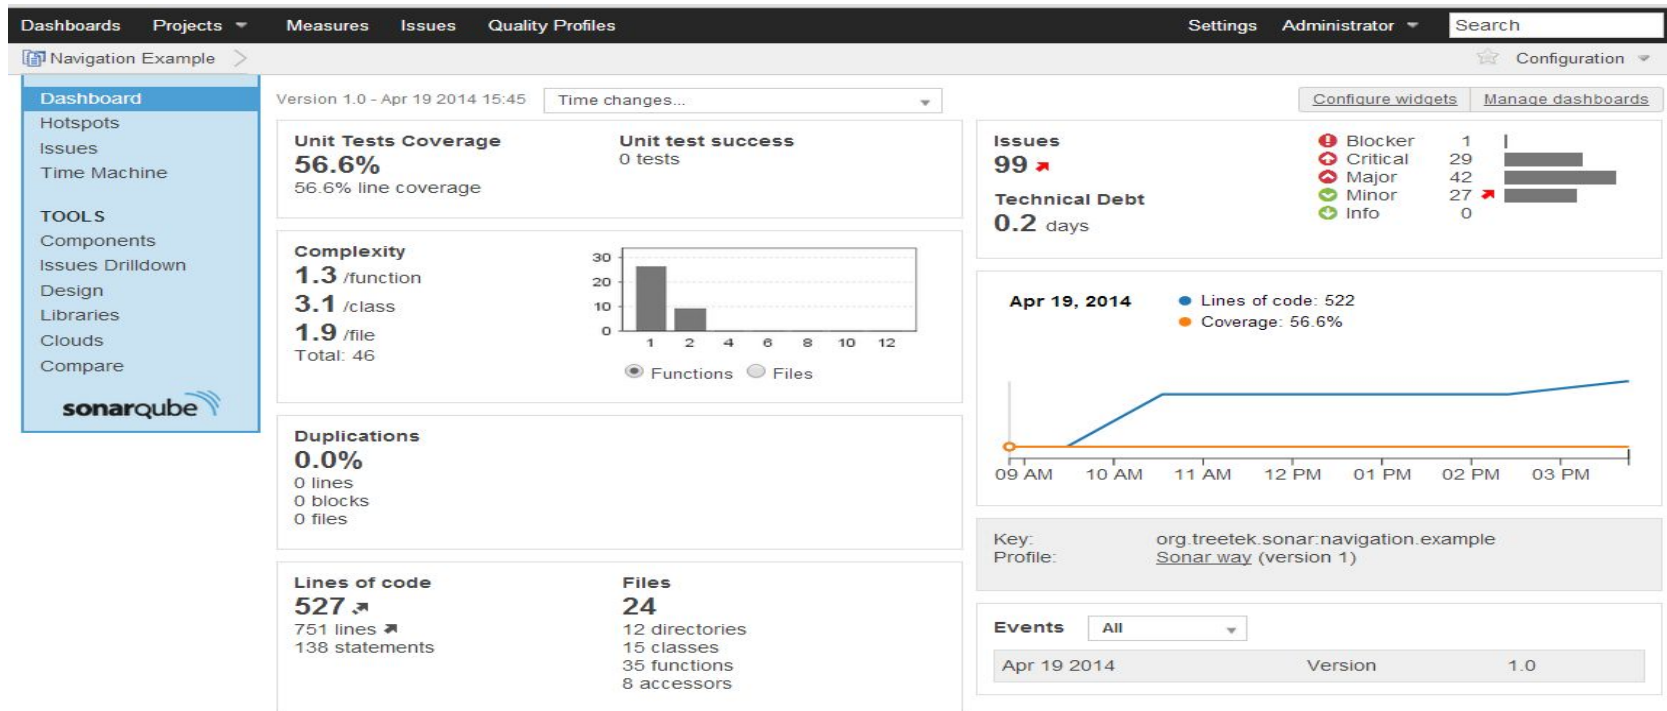 Dashboards Projects Measures Issues Quality Profiles Settings Administrator Search
Navigation Example Configuration
Dashboard
Hotspots
Issues
Time Machine
TOOLS
Components
Issues Drilldown
Design
Libraries
Clouds
Compare
sonarqube
Version 1.0 - Apr 19 2014 15:45 Time changes... Configure widgets Manage dashboards
Unit Tests Coverage
56.6%
56.6% line coverage
Unit test success
0 tests
Complexity
1.3 /function
3.1 /class
1.9 /file
Total: 46
30
20
10
0
1 2 4 6 8 10 12
Functions Files
Duplications
0.0%
0 lines
0 blocks
0 files
Lines of code
527
751 lines
138 statements
Files
24
12 directories
15 classes
35 functions
8 accessors
Issues
99
Technical Debt
0.2 days
Blocker 1
Critical 29
Major 42
Minor 27
Info 0
Apr 19, 2014
Lines of code: 522
Coverage: 56.6%
09 AM 10 AM 11 AM 12 PM 01 PM 02 PM 03 PM
Key: org.treetek.sonar:navigation.example
Profile: Sonar way (version 1)
Events All
Apr 19 2014 Version 1.0